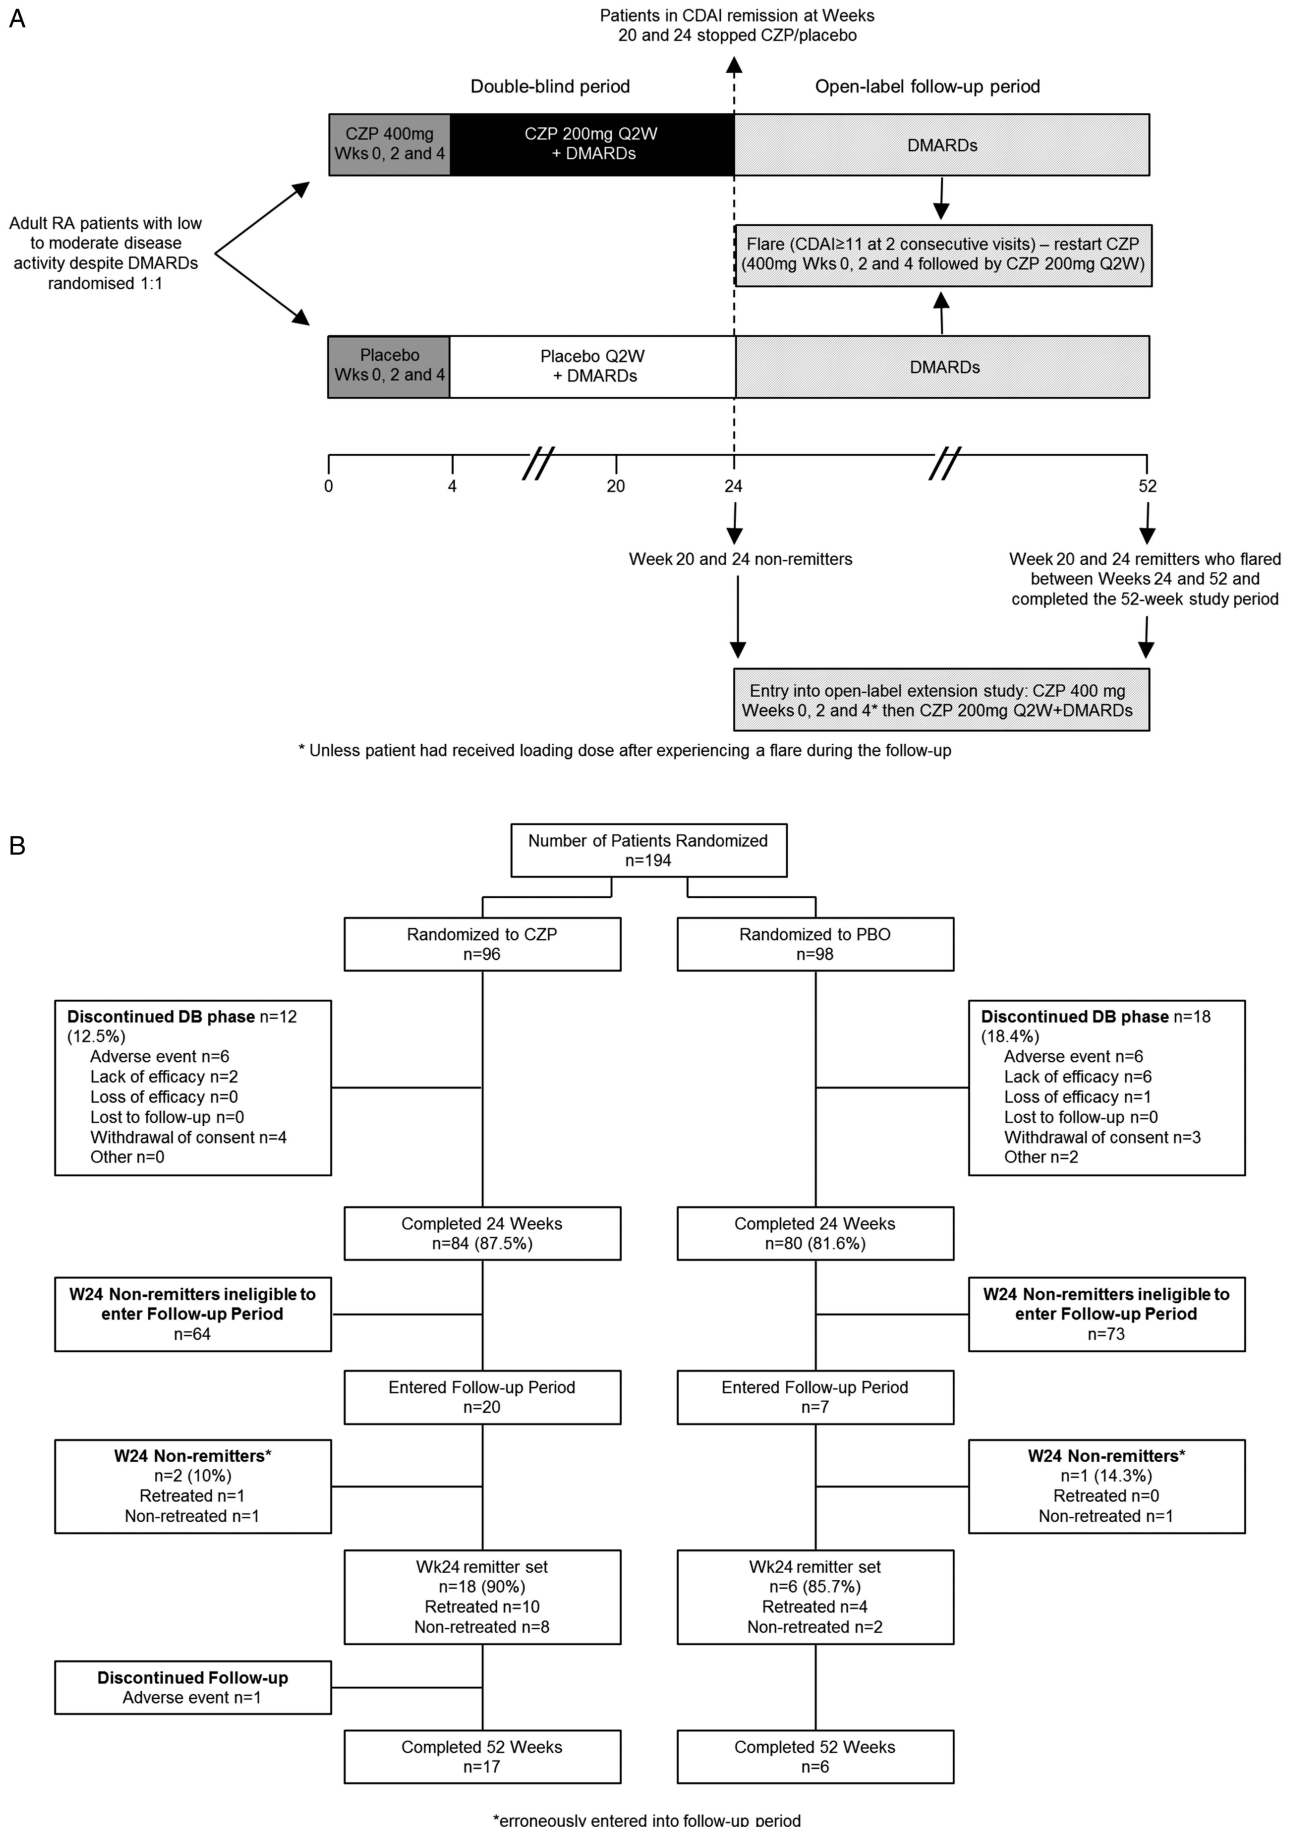 A
Patients in CDAI remission at Weeks
20 and 24 stopped CZP/placebo
Double-blind period
Open-label follow-up period
CZP 400mg
Wks 0, 2 and 4
CZP 200mg Q2W
+ DMARDs
DMARDs
Adult RA patients with low
to moderate disease
activity despite DMARDs
randomised 1:1
Flare (CDAI≥11 at 2 consecutive visits) – restart CZP
(400mg Wks 0, 2 and 4 followed by CZP 200mg Q2W)
Placebo
Wks 0, 2 and 4
Placebo Q2W
+ DMARDs
DMARDs
0
4
20
24
52
Week 20 and 24 non-remitters
Week 20 and 24 remitters who flared
between Weeks 24 and 52 and
completed the 52-week study period
Entry into open-label extension study: CZP 400 mg
Weeks 0, 2 and 4* then CZP 200mg Q2W+DMARDs
* Unless patient had received loading dose after experiencing a flare during the follow-up
B
Number of Patients Randomized
n=194
Randomized to CZP
n=96
Randomized to PBO
n=98
Discontinued DB phase n=12
(12.5%)
Adverse event n=6
Lack of efficacy n=2
Loss of efficacy n=0
Lost to follow-up n=0
Withdrawal of consent n=4
Other n=0
Discontinued DB phase n=18
(18.4%)
Adverse event n=6
Lack of efficacy n=6
Loss of efficacy n=1
Lost to follow-up n=0
Withdrawal of consent n=3
Other n=2
Completed 24 Weeks
n=84 (87.5%)
Completed 24 Weeks
n=80 (81.6%)
W24 Non-remitters ineligible to
enter Follow-up Period
n=64
W24 Non-remitters ineligible to
enter Follow-up Period
n=73
Entered Follow-up Period
n=20
Entered Follow-up Period
n=7
W24 Non-remitters*
n=2 (10%)
Retreated n=1
Non-retreated n=1
W24 Non-remitters*
n=1 (14.3%)
Retreated n=0
Non-retreated n=1
Wk24 remitter set
n=18 (90%)
Retreated n=10
Non-retreated n=8
Wk24 remitter set
n=6 (85.7%)
Retreated n=4
Non-retreated n=2
Discontinued Follow-up
Adverse event n=1
Completed 52 Weeks
n=17
Completed 52 Weeks
n=6
*erroneously entered into follow-up period